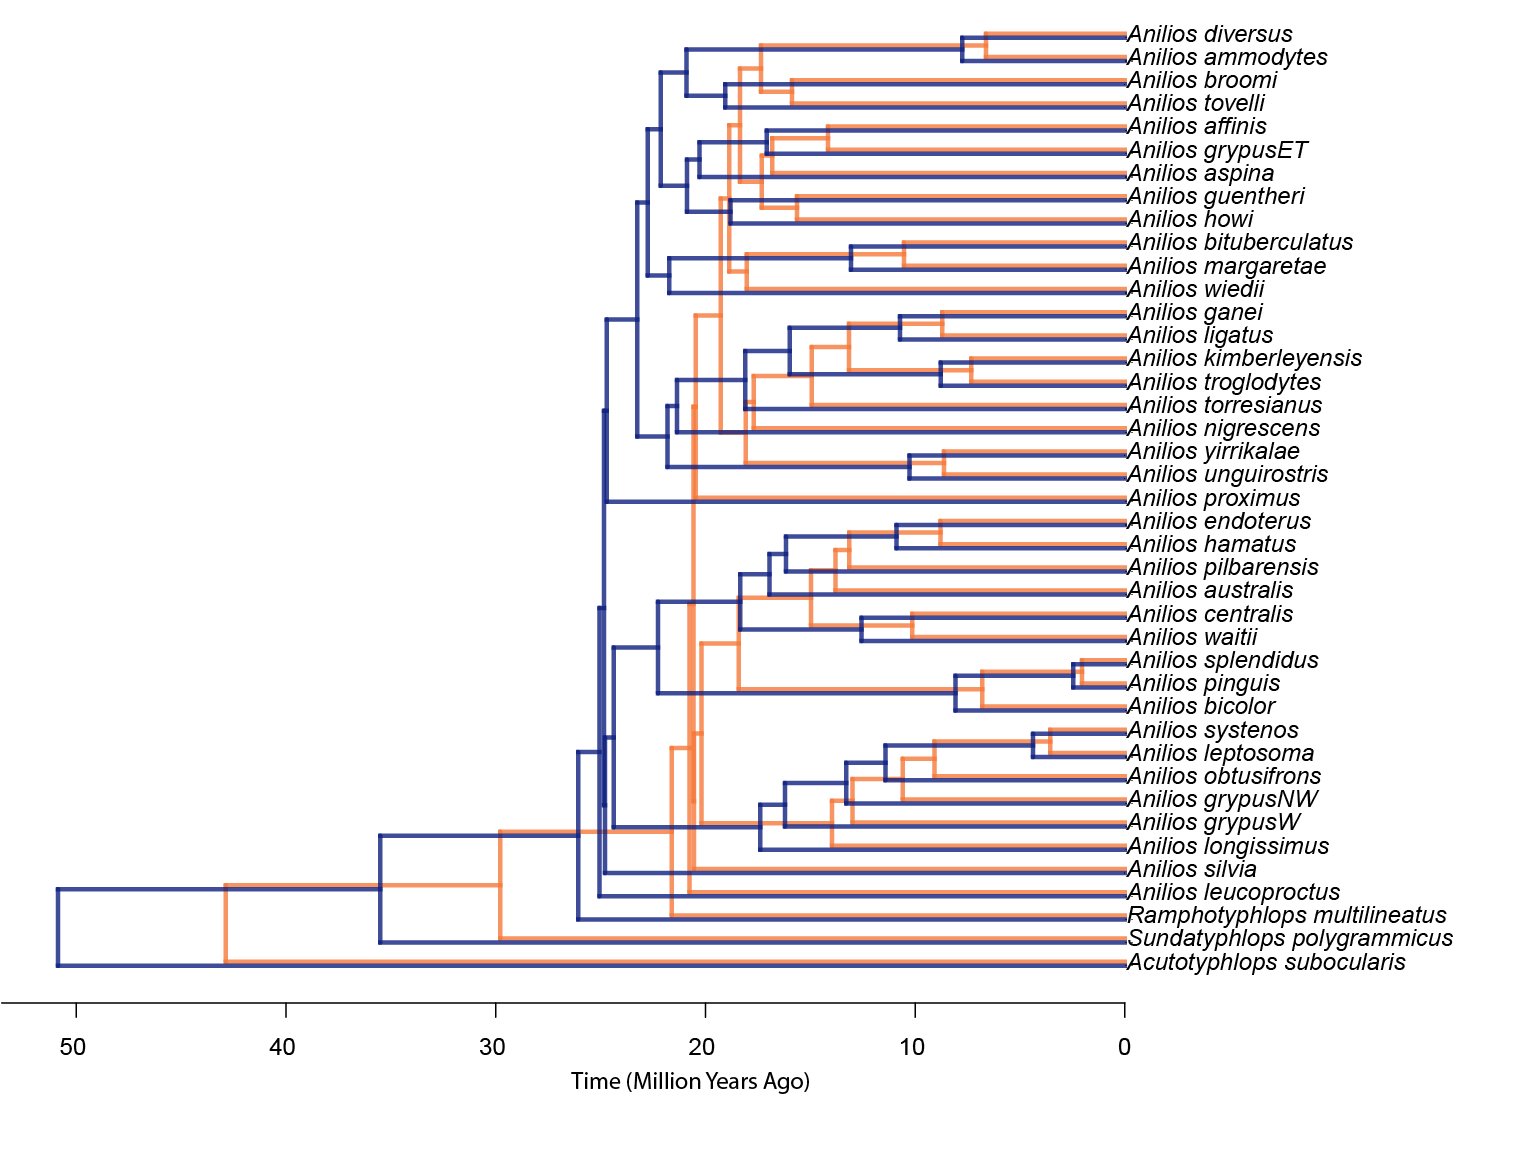 Anilios diversus
Anilios ammodytes
Anilios broomi
Anilios tovelli
Anilios affinis
Anilios grypusET
Anilios aspina
Anilios guentheri
Anilios howi
Anilios bituberculatus
Anilios margaretae
Anilios wiedii
Anilios ganei
Anilios ligatus
Anilios kimberleyensis
Anilios troglodytes
Anilios torresianus
Anilios nigrescens
Anilios yirrikalae
Anilios unguirostris
Anilios proximus
Anilios endoterus
Anilios hamatus
Anilios pilbarensis
Anilios australis
Anilios centralis
Anilios waitii
Anilios splendidus
Anilios pinguis
Anilios bicolor
Anilios systenos
Anilios leptosoma
Anilios obtusifrons
Anilios grypusNW
Anilios grypusW
Anilios longissimus
Anilios silvia
Anilios leucoproctus
Ramphotyphlops multilineatus
Sundatyphlops polygrammicus
Acutotyphlops subocularis
50 40 30 20 10 0
Time (Million Years Ago)